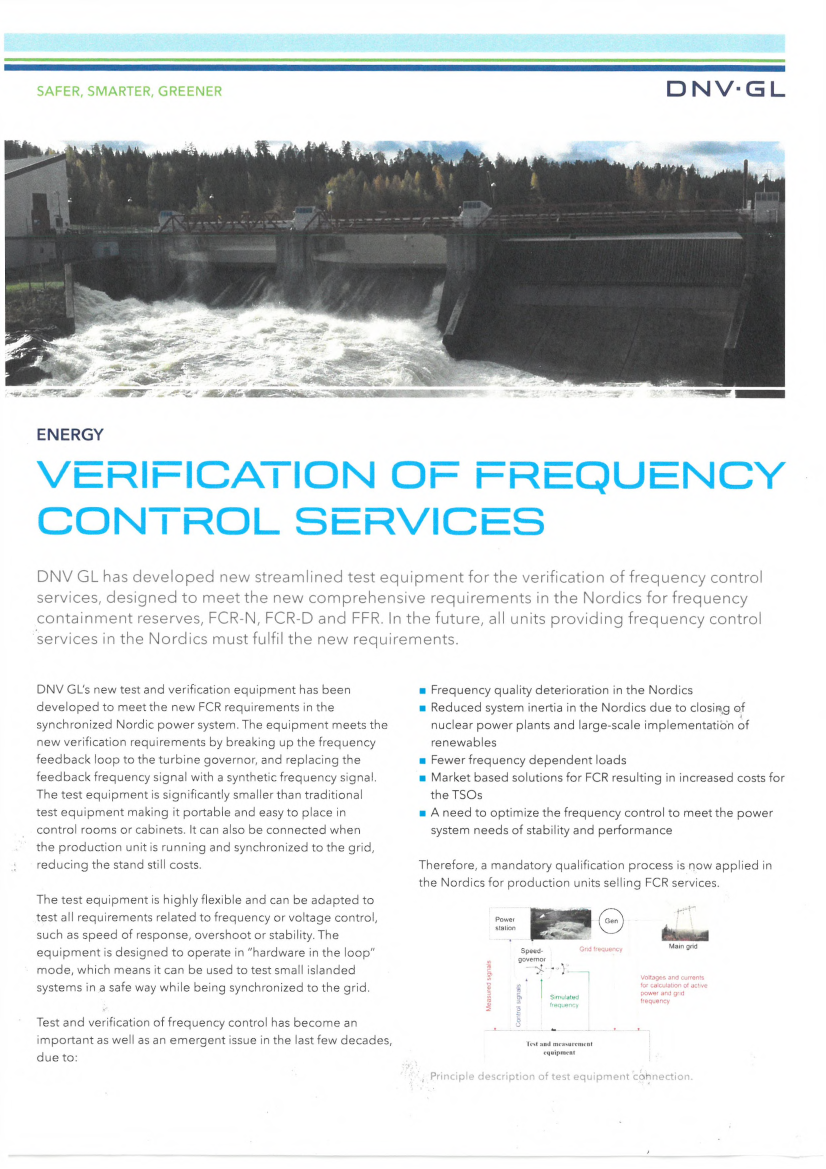 SAFER, SMARTER, GREENER
DNV·GL
ENERGY
VERIFICATION OF FREQUENCY
CONTROL SERVICES
DNV GL has developed new streamlined test equipment for the verification of frequency control
services, designed to meet the new comprehensive requirements in the Nordics for frequency
containment reserves, FCR-N, FCR-D and FFR. In the future, all units providing frequency control
services in the Nordics must fulfil the new requirements.
DNV GL's new test and verification equipment has been
developed to meet the new FCR requirements in the
synchronized Nordic power system. The equipment meets the
new verification requirements by breaking up the frequency
feedback loop to the turbine governor, and replacing the
feedback frequency signal with a synthetic frequency signal.
The test equipment is significantly smaller than traditional
test equipment making it portable and easy to place in
control rooms or cabinets. It can also be connected when
the production unit is running and synchronized to the grid,
reducing the stand still costs.
The test equipment is highly flexible and can be adapted to
test all requirements related to frequency or voltage control,
such as speed of response, overshoot or stability. The
equipment is designed to operate in "hardware in the loop"
mode, which means it can be used to test small islanded
systems in a safe way while being synchronized to the grid.
Test and verification of frequency control has become an
important as well as an emergent issue in the last few decades,
due to:
■ Frequency quality deterioration in the Nordics
■ Reduced system inertia in the Nordics due to closing of
nuclear power plants and large-scale implementation of
renewables
■ Fewer frequency dependent loads
■ Market based solutions for FCR resulting in increased costs for
the TSOs
■ A need to optimize the frequency control to meet the power
system needs of stability and performance
Therefore, a mandatory qualification process is now applied in
the Nordics for production units selling FCR services.
Power
station
Gen
Main grid
Speed-
governor
Grid frequency
Measured signals
Control signals
Simulated
frequency
Voltages and currents
for calculation of active
power and grid
frequency
Test and measurement
equipment
Principle description of test equipment connection.